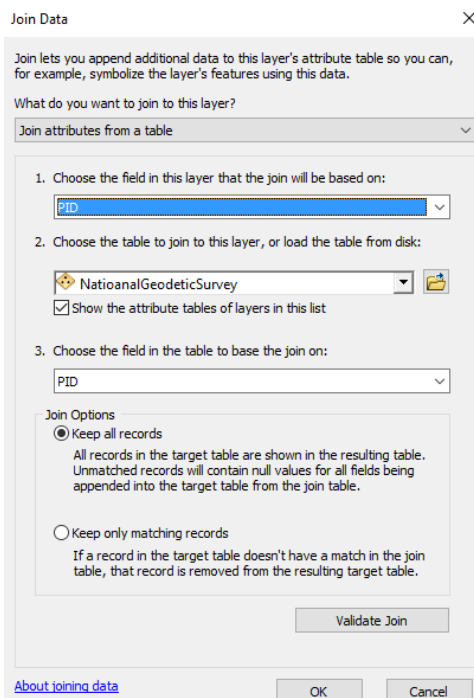 Join Data
Join lets you append additional data to this layer's attribute table so you can,
for example, symbolize the layer's features using this data.
What do you want to join to this layer?
Join attributes from a table
1. Choose the field in this layer that the join will be based on:
PID
2. Choose the table to join to this layer, or load the table from disk:
NatioanalGeodeticSurvey
Show the attribute tables of layers in this list
3. Choose the field in the table to base the join on:
PID
Join Options
Keep all records
All records in the target table are shown in the resulting table.
Unmatched records will contain null values for all fields being
appended into the target table from the join table.
Keep only matching records
If a record in the target table doesn't have a match in the join
table, that record is removed from the resulting target table.
Validate Join
About joining data
OK
Cancel